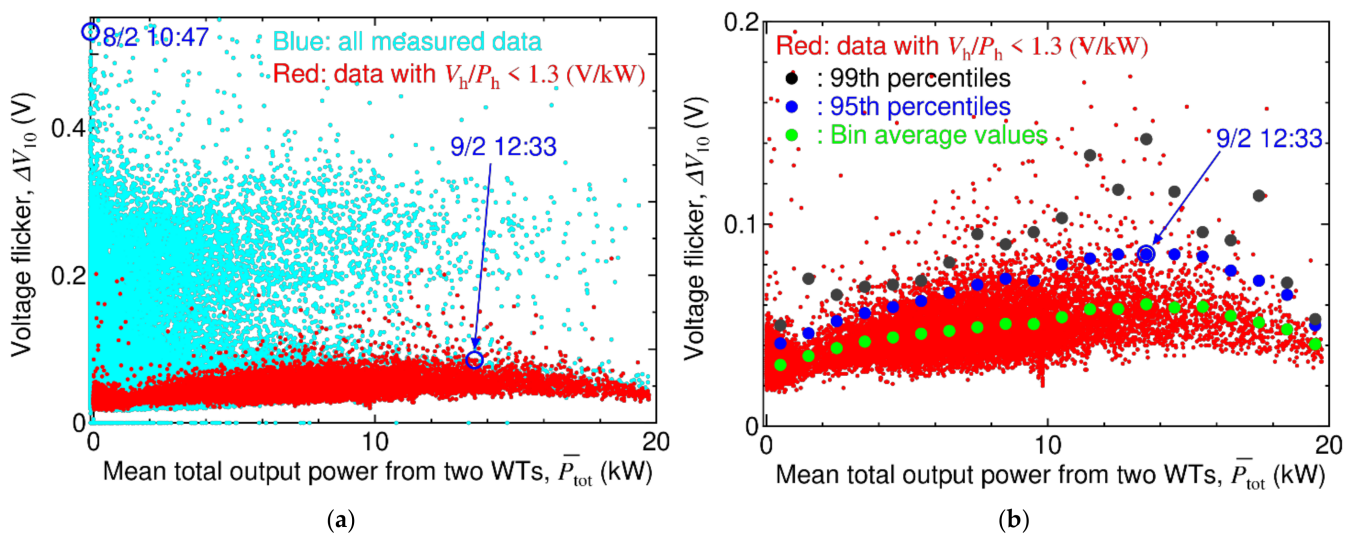 Voltage flicker, ΔV10 (V)
0.4
0.2
0
8/2 10:47
Blue: all measured data
Red: data with Vh/Ph < 1.3 (V/kW)
9/2 12:33
0 10 20
Mean total output power from two WTs, P̅tot (kW)
(a)
Voltage flicker, ΔV10 (V)
0.2
0.1
0
Red: data with Vh/Ph < 1.3 (V/kW)
: 99th percentiles
: 95th percentiles
: Bin average values
9/2 12:33
0 10 20
Mean total output power from two WTs, P̅tot (kW)
(b)